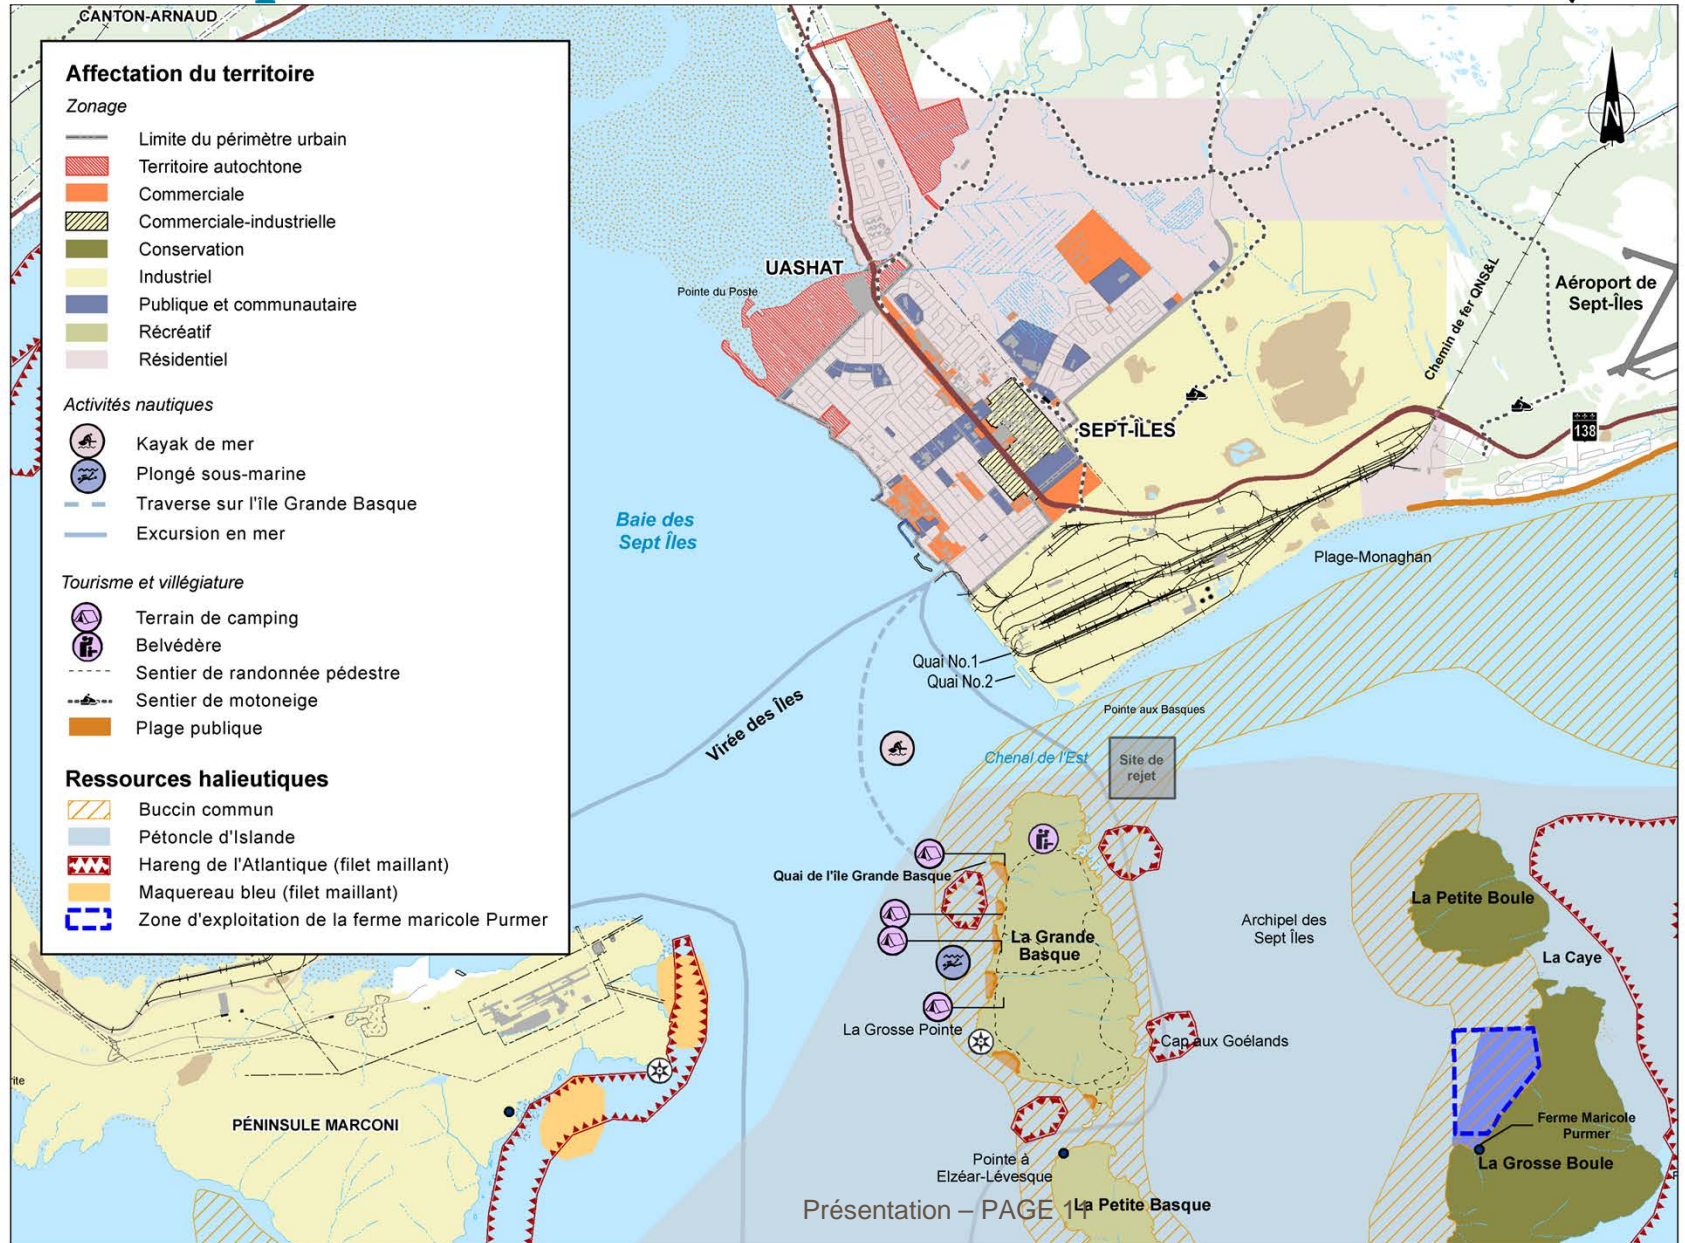 CANTON-ARNAUD
Affectation du territoire
Zonage
Limite du périmètre urbain
Territoire autochtone
Commerciale
Commerciale-industrielle
Conservation
Industriel
Publique et communautaire
Récréatif
Résidentiel
Activités nautiques
Kayak de mer
Plongé sous-marine
Traverse sur l'île Grande Basque
Excursion en mer
Tourisme et villégiature
Terrain de camping
Belvédère
Sentier de randonnée pédestre
Sentier de motoneige
Plage publique
Ressources halieutiques
Buccin commun
Pétoncle d'Islande
Hareng de l'Atlantique (filet maillant)
Maquereau bleu (filet maillant)
Zone d'exploitation de la ferme maricole Purmer
N
UASHAT
Pointe du Poste
Aéroport de
Sept-Îles
Chemin de fer QNS&L
SEPT-ÎLES
138
Baie des
Sept Îles
Plage-Monaghan
Quai No.1
Quai No.2
Pointe aux Basques
Virée des Îles
Chenal de l'Est
Site de
rejet
Quai de l'île Grande Basque
La Petite Boule
Archipel des
Sept Îles
La Grande
Basque
La Caye
La Grosse Pointe
Cap aux Goélands
rite
PÉNINSULE MARCONI
Ferme Maricole
Purmer
La Grosse Boule
Pointe à
Elzéar-Lévesque
La Petite Basque
Présentation – PAGE 11